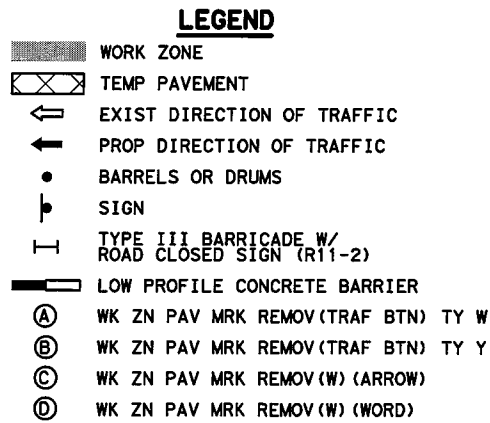 LEGEND
WORK ZONE
TEMP PAVEMENT
EXIST DIRECTION OF TRAFFIC
PROP DIRECTION OF TRAFFIC
BARRELS OR DRUMS
SIGN
TYPE III BARRICADE W/
ROAD CLOSED SIGN (R11-2)
LOW PROFILE CONCRETE BARRIER
A WK ZN PAV MRK REMOV(TRAF BTN) TY W
B WK ZN PAV MRK REMOV(TRAF BTN) TY Y
C WK ZN PAV MRK REMOV(W)(ARROW)
D WK ZN PAV MRK REMOV(W)(WORD)